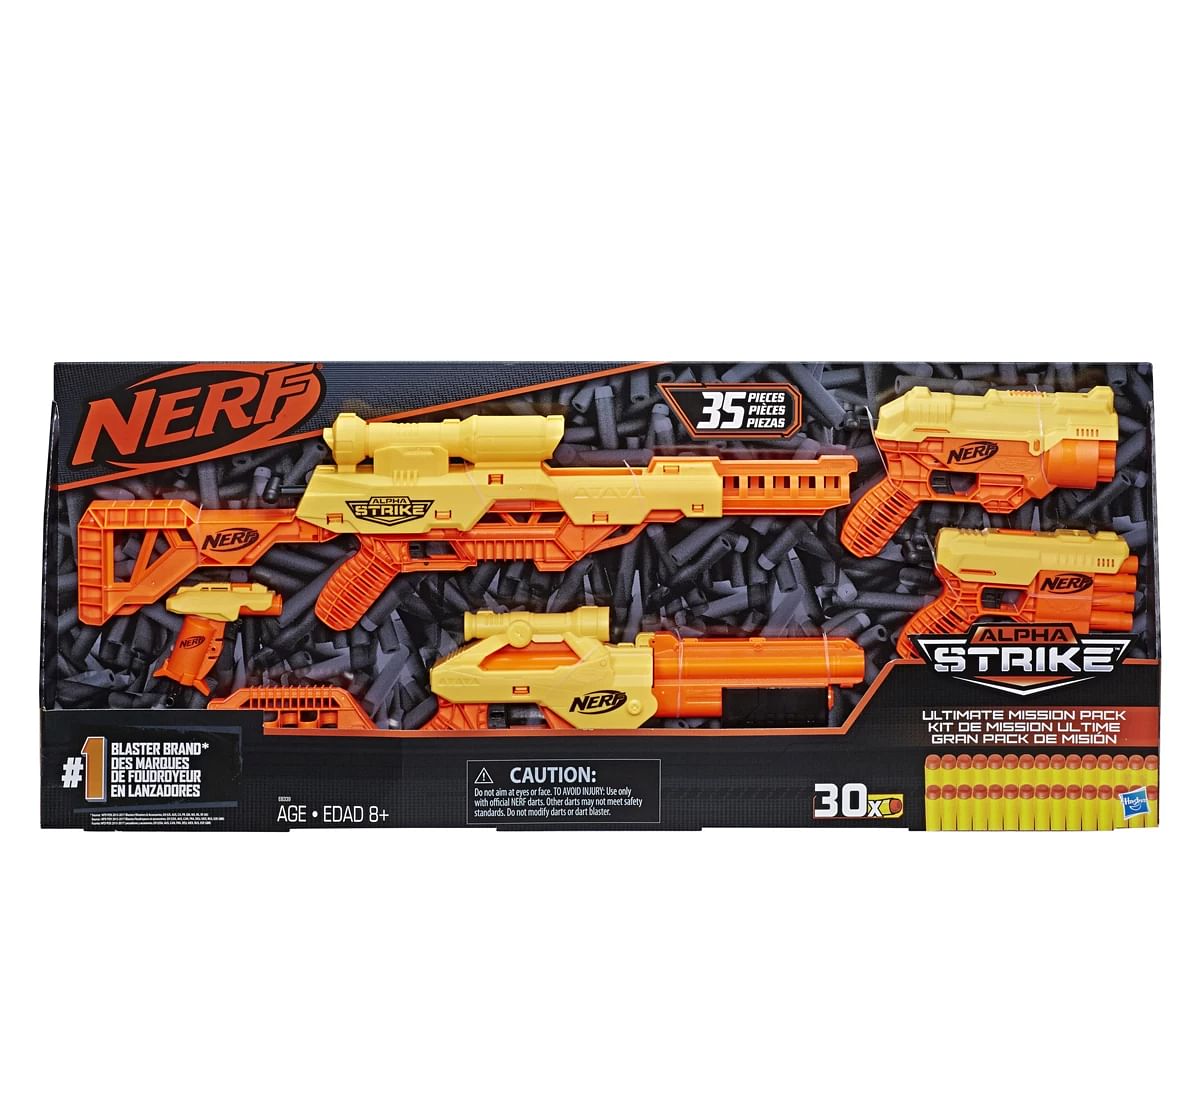 NERF
35 PIECES
PIÈCES
PIEZAS
NERF
ALPHA
STRIKE
NERF
NERF
NERF
NERF
NERF
ALPHA
STRIKE™
ULTIMATE MISSION PACK
KIT DE MISSION ULTIME
GRAN PACK DE MISIÓN
#1 BLASTER BRAND*
DES MARQUES
DE FOUDROYEUR
EN LANZADORES
E8339
AGE • EDAD 8+
CAUTION:
Do not aim at eyes or face. TO AVOID INJURY: Use only
with official NERF darts. Other darts may not meet safety
standards. Do not modify darts or dart blaster.
30x
Hasbro